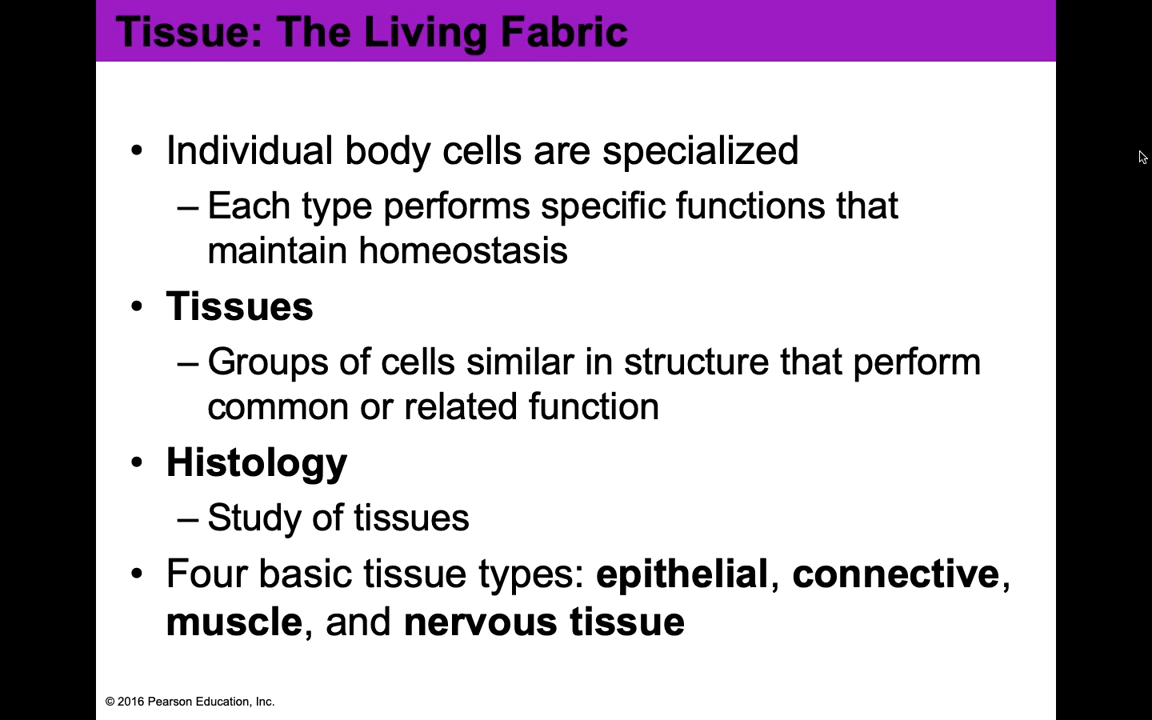 Tissue: The Living Fabric
• Individual body cells are specialized
– Each type performs specific functions that
maintain homeostasis
• Tissues
– Groups of cells similar in structure that perform
common or related function
• Histology
– Study of tissues
• Four basic tissue types: epithelial, connective,
muscle, and nervous tissue
© 2016 Pearson Education, Inc.